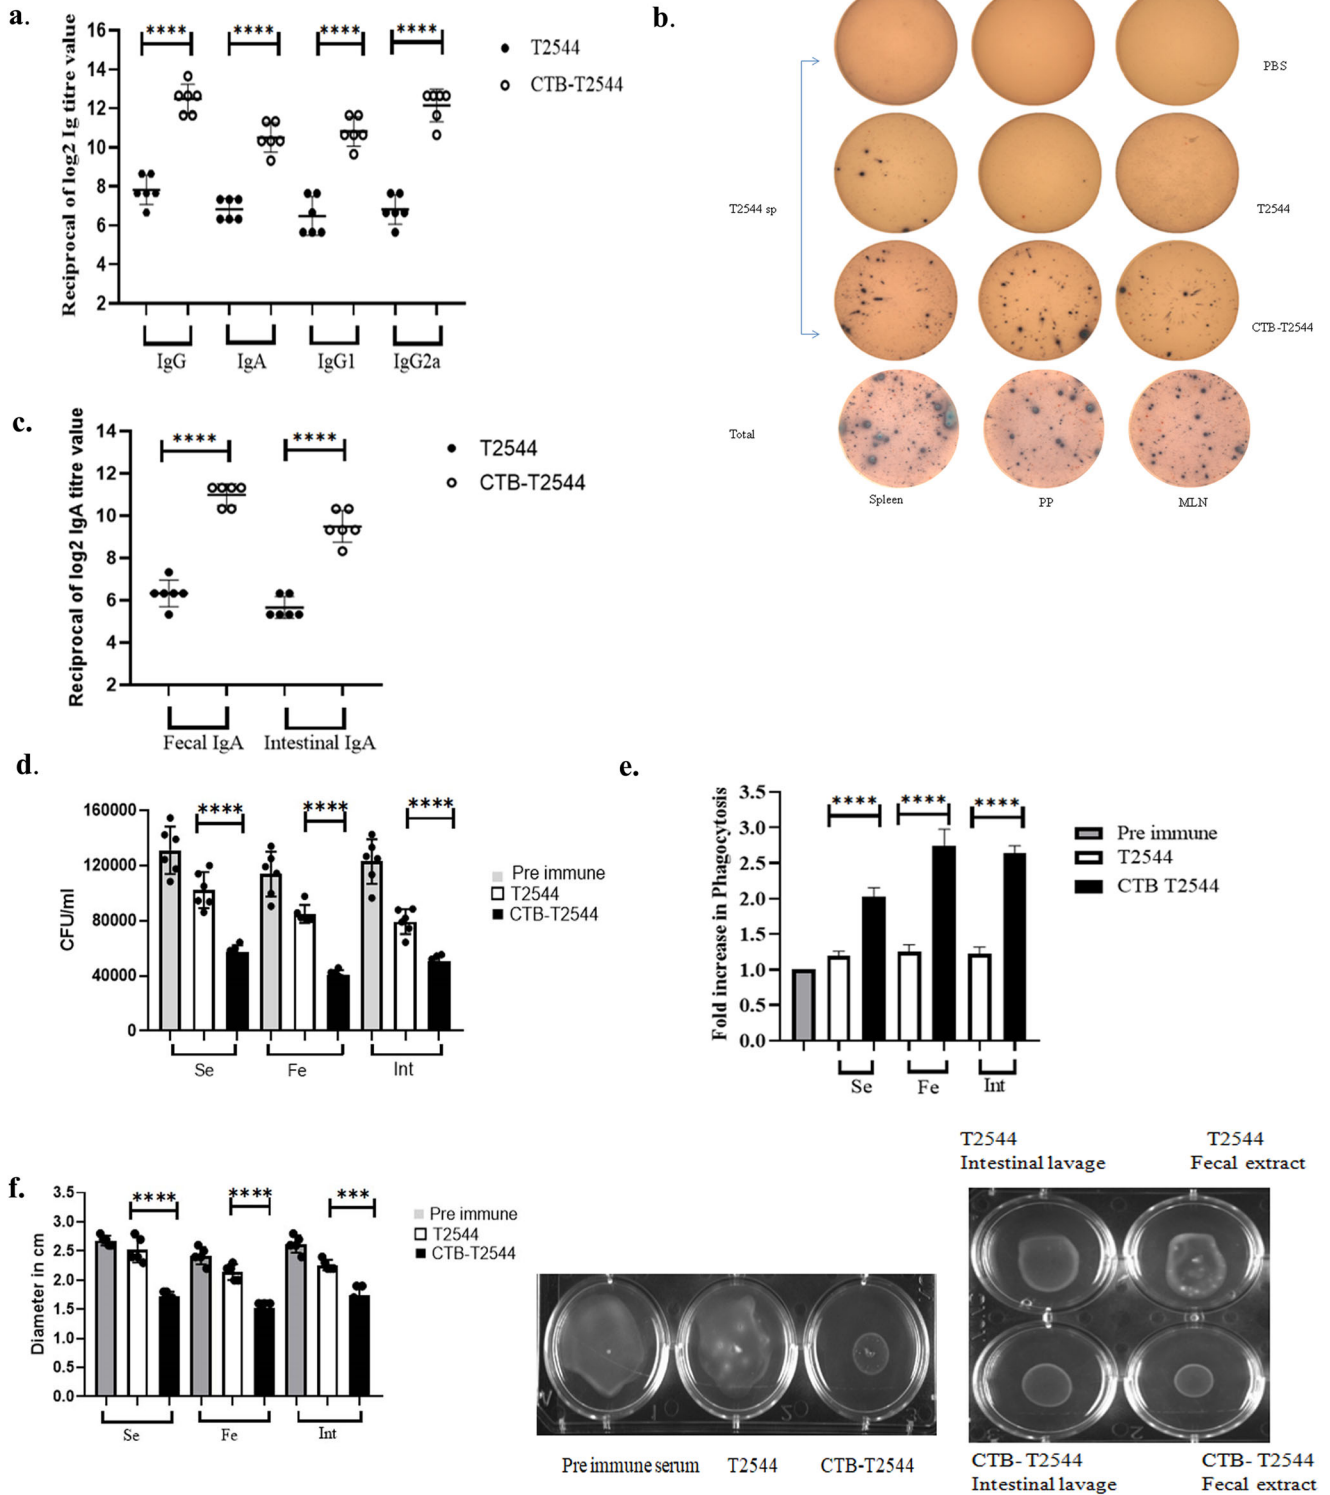 a.
Reciprocal of log2 Ig titre value
16
14
12
10
8
6
4
2
**** **** **** ****
T2544
CTB-T2544
IgG IgA IgG1 IgG2a
b.
PBS
T2544 sp
T2544
CTB-T2544
Total
Spleen PP MLN
c.
Reciprocal of log2 IgA titre value
14
12
10
8
6
4
2
**** ****
T2544
CTB-T2544
Fecal IgA Intestinal IgA
d.
CFU/ml
160000
120000
80000
40000
0
**** **** ****
Pre immune
T2544
CTB-T2544
Se Fe Int
e.
Fold increase in Phagocytosis
3.5
3.0
2.5
2.0
1.5
1.0
0.5
0.0
**** **** ****
Pre immune
T2544
CTB T2544
Se Fe Int
f.
Diameter in cm
3.5
3.0
2.5
2.0
1.5
1.0
0.5
0.0
**** **** ***
Pre immune
T2544
CTB-T2544
Se Fe Int
Pre immune serum T2544 CTB-T2544
T2544
Intestinal lavage
T2544
Fecal extract
CTB- T2544
Intestinal lavage
CTB- T2544
Fecal extract